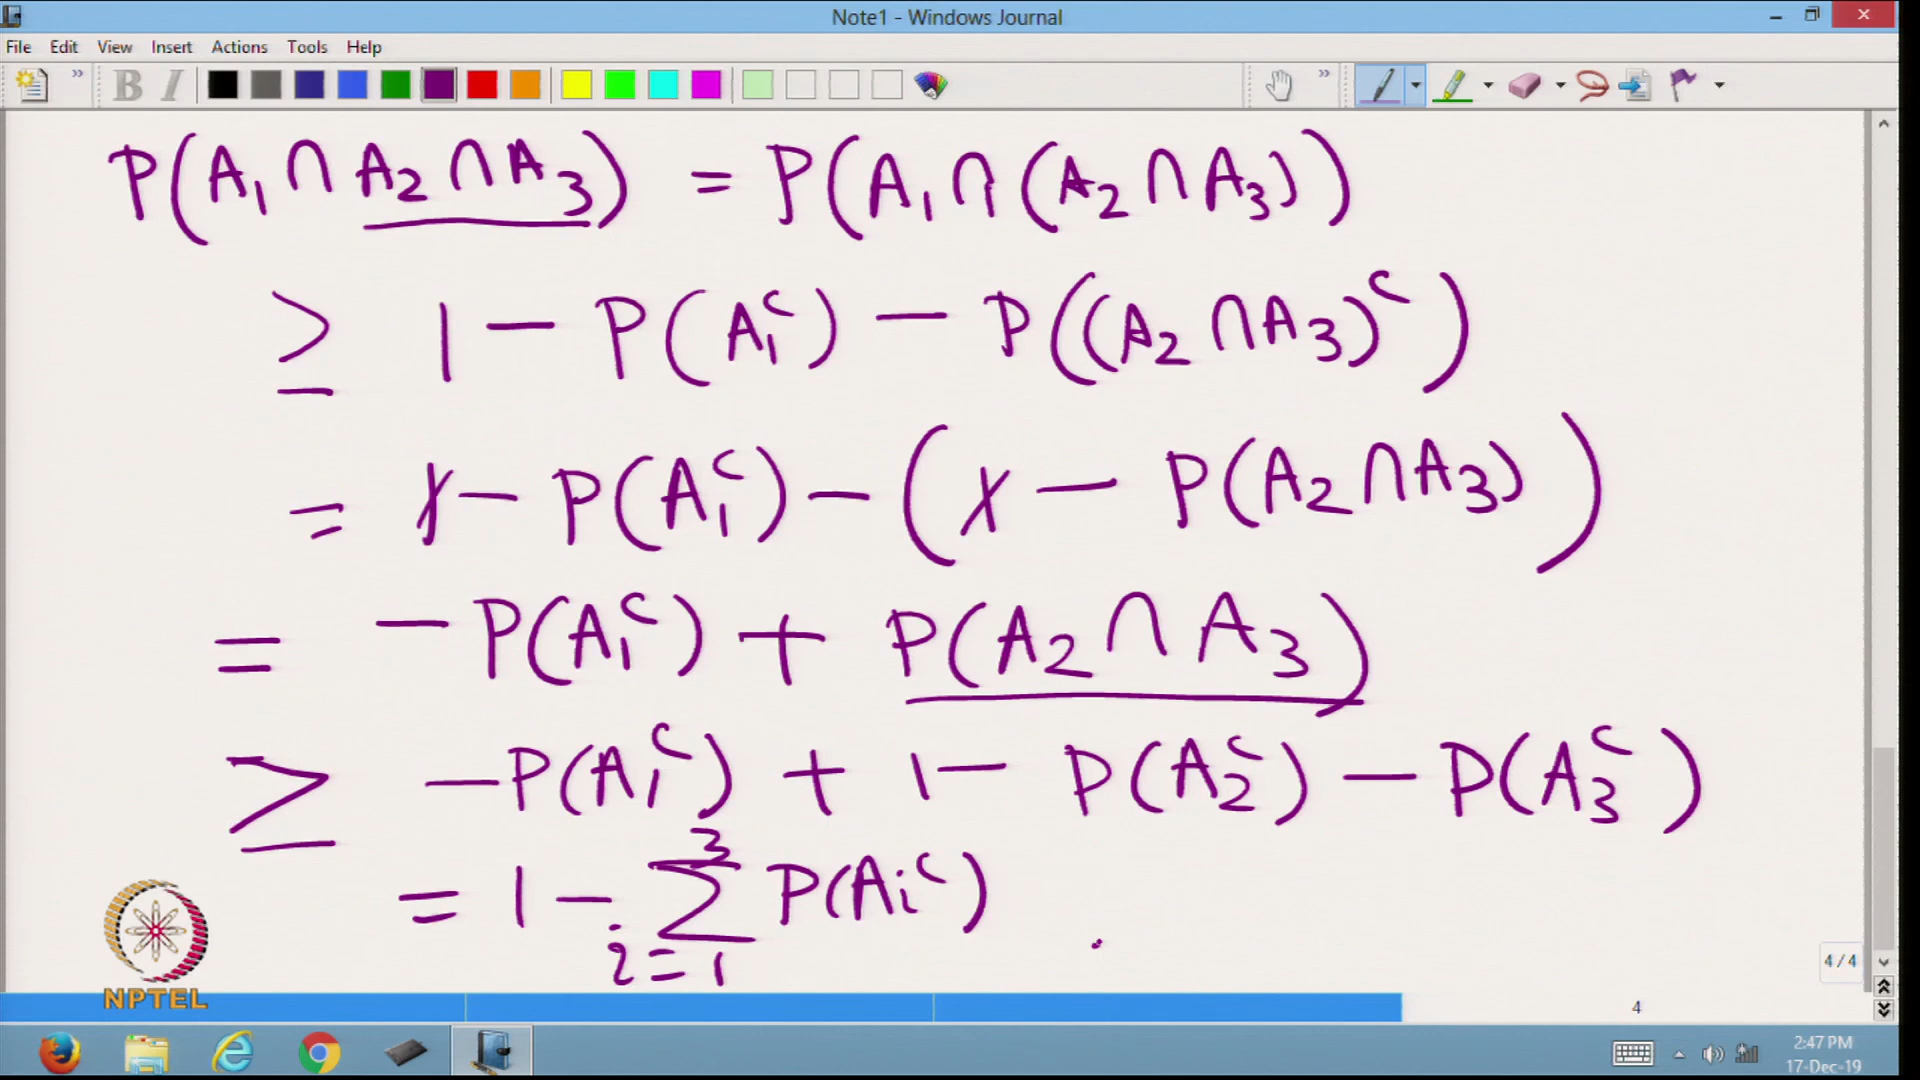 Note1 - Windows Journal
File Edit View Insert Actions Tools Help
B I
P(A₁ ∩ A₂ ∩ A₃) = P(A₁ ∩ (A₂ ∩ A₃))
≥ 1 − P(A₁ᶜ) − P((A₂ ∩ A₃)ᶜ)
= 1 − P(A₁ᶜ) − (1 − P(A₂ ∩ A₃))
= − P(A₁ᶜ) + P(A₂ ∩ A₃)
≥ − P(A₁ᶜ) + 1 − P(A₂ᶜ) − P(A₃ᶜ)
= 1 − ∑_{i=1}^{3} P(Aᵢᶜ)
NPTEL
4 / 4
4
2:47 PM
17-Dec-19